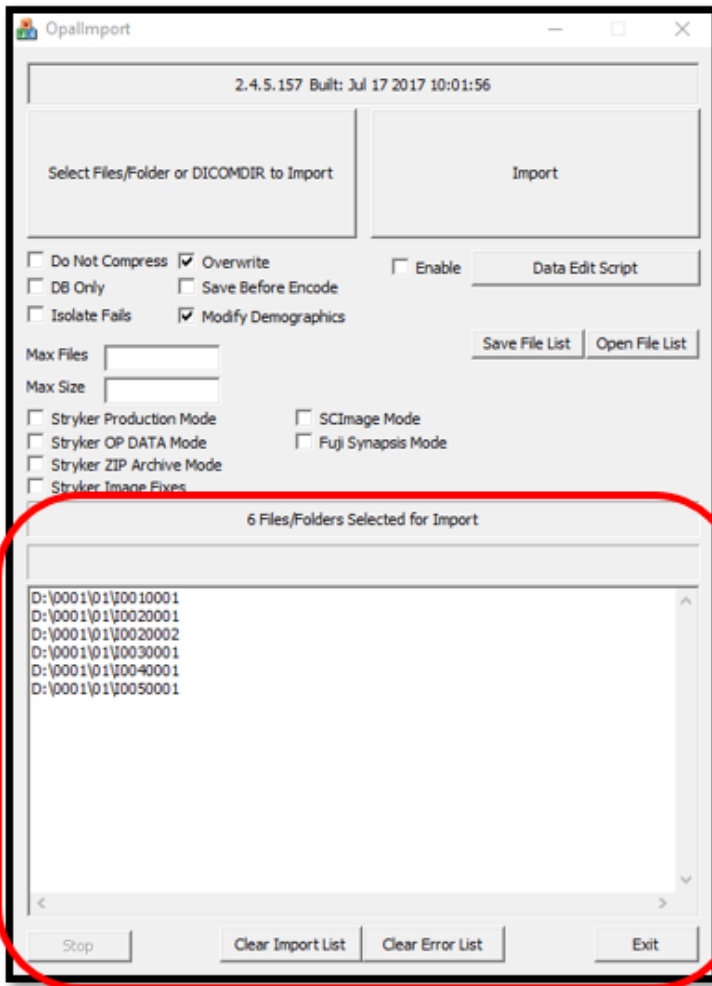 OpalImport
2.4.5.157 Built: Jul 17 2017 10:01:56
Select Files/Folder or DICOMDIR to Import
Import
Do Not Compress Overwrite Enable Data Edit Script
DB Only Save Before Encode
Isolate Fails Modify Demographics
Save File List Open File List
Max Files
Max Size
Stryker Production Mode SCImage Mode
Stryker OP DATA Mode Fuji Synapsis Mode
Stryker ZIP Archive Mode
Stryker Image Fixes
6 Files/Folders Selected for Import
D:\0001\01\I0010001
D:\0001\01\I0020001
D:\0001\01\I0020002
D:\0001\01\I0030001
D:\0001\01\I0040001
D:\0001\01\I0050001
Stop Clear Import List Clear Error List Exit